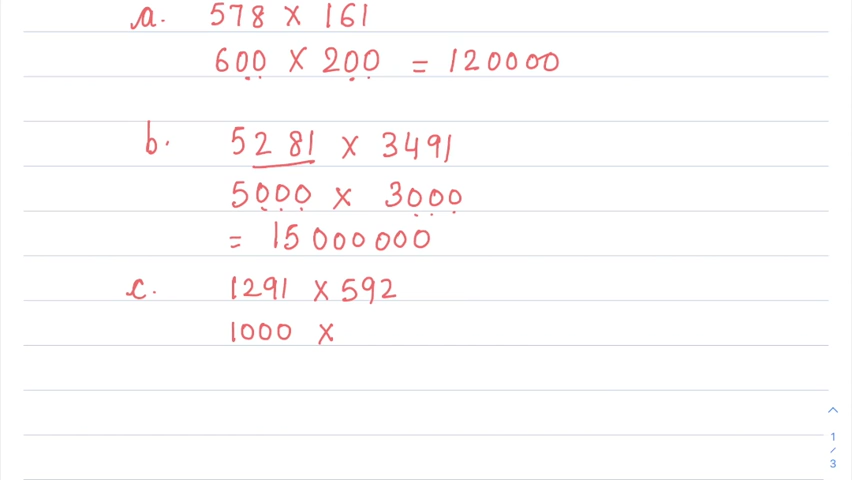 a. 578 × 161
600 × 200 = 120000
b. 5281 × 3491
5000 × 3000
= 15000000
c. 1291 × 592
1000 ×
1
/
3